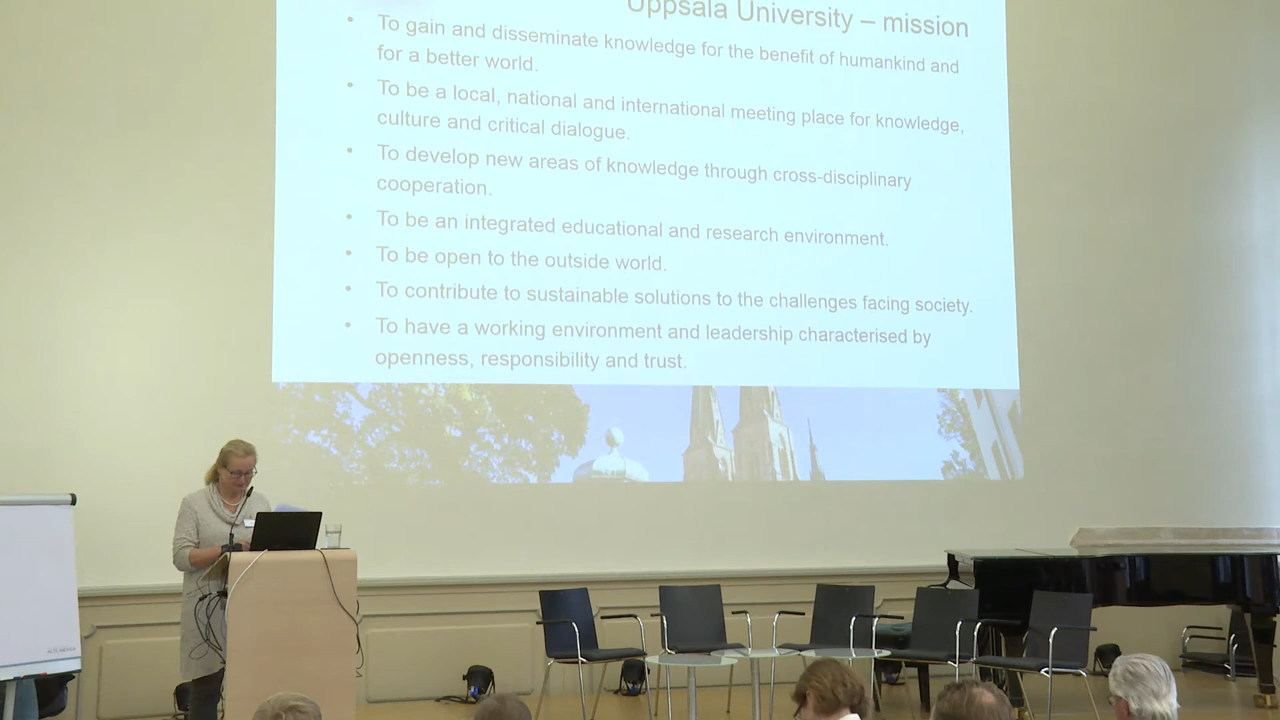 Uppsala University – mission
• To gain and disseminate knowledge for the benefit of humankind and
for a better world.
• To be a local, national and international meeting place for knowledge,
culture and critical dialogue.
• To develop new areas of knowledge through cross-disciplinary
cooperation.
• To be an integrated educational and research environment.
• To be open to the outside world.
• To contribute to sustainable solutions to the challenges facing society.
• To have a working environment and leadership characterised by
openness, responsibility and trust.